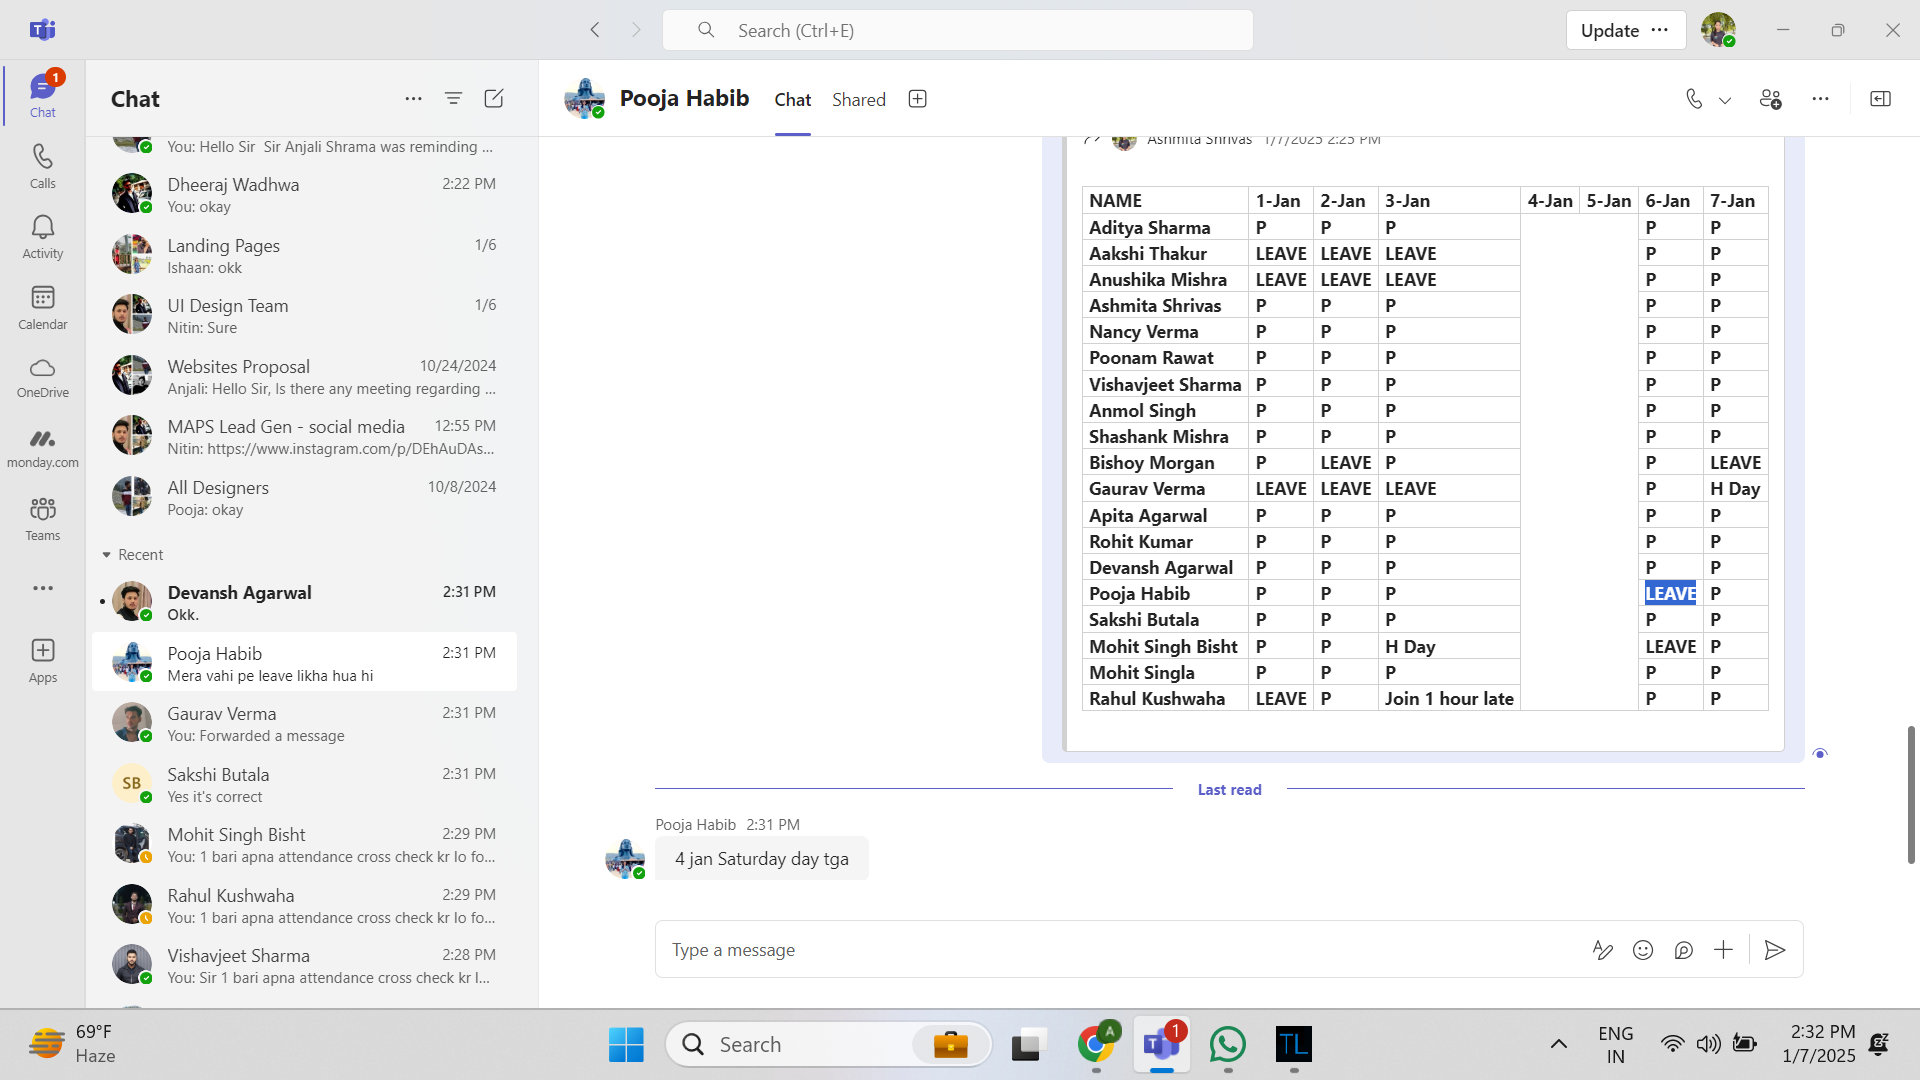 Search (Ctrl+E)
Update
1
Chat
Calls
Activity
Calendar
OneDrive
monday.com
Teams
Apps
Chat
You: Hello Sir  Sir Anjali Shrama was reminding ...
Dheeraj Wadhwa 2:22 PM
You: okay
Landing Pages 1/6
Ishaan: okk
UI Design Team 1/6
Nitin: Sure
Websites Proposal 10/24/2024
Anjali: Hello Sir, Is there any meeting regarding ...
MAPS Lead Gen - social media 12:55 PM
Nitin: https://www.instagram.com/p/DEhAuDAs...
All Designers 10/8/2024
Pooja: okay
Recent
Devansh Agarwal 2:31 PM
Okk.
Pooja Habib 2:31 PM
Mera vahi pe leave likha hua hi
Gaurav Verma 2:31 PM
You: Forwarded a message
SB
Sakshi Butala 2:31 PM
Yes it's correct
Mohit Singh Bisht 2:29 PM
You: 1 bari apna attendance cross check kr lo fo...
Rahul Kushwaha 2:29 PM
You: 1 bari apna attendance cross check kr lo fo...
Vishavjeet Sharma 2:28 PM
You: Sir 1 bari apna attendance cross check kr l...
Pooja Habib Chat Shared
Ashmita Shrivas 1/7/2025 2:25 PM
NAME 1-Jan 2-Jan 3-Jan 4-Jan 5-Jan 6-Jan 7-Jan
Aditya Sharma P P P P P
Aakshi Thakur LEAVE LEAVE LEAVE P P
Anushika Mishra LEAVE LEAVE LEAVE P P
Ashmita Shrivas P P P P P
Nancy Verma P P P P P
Poonam Rawat P P P P P
Vishavjeet Sharma P P P P P
Anmol Singh P P P P P
Shashank Mishra P P P P P
Bishoy Morgan P LEAVE P P LEAVE
Gaurav Verma LEAVE LEAVE LEAVE P H Day
Apita Agarwal P P P P P
Rohit Kumar P P P P P
Devansh Agarwal P P P P P
Pooja Habib P P P LEAVE P
Sakshi Butala P P P P P
Mohit Singh Bisht P P H Day LEAVE P
Mohit Singla P P P P P
Rahul Kushwaha LEAVE P Join 1 hour late P P
Last read
Pooja Habib 2:31 PM
4 jan Saturday day tga
Type a message
69°F
Haze
Search
A
1
TL
ENG
IN
2:32 PM
1/7/2025